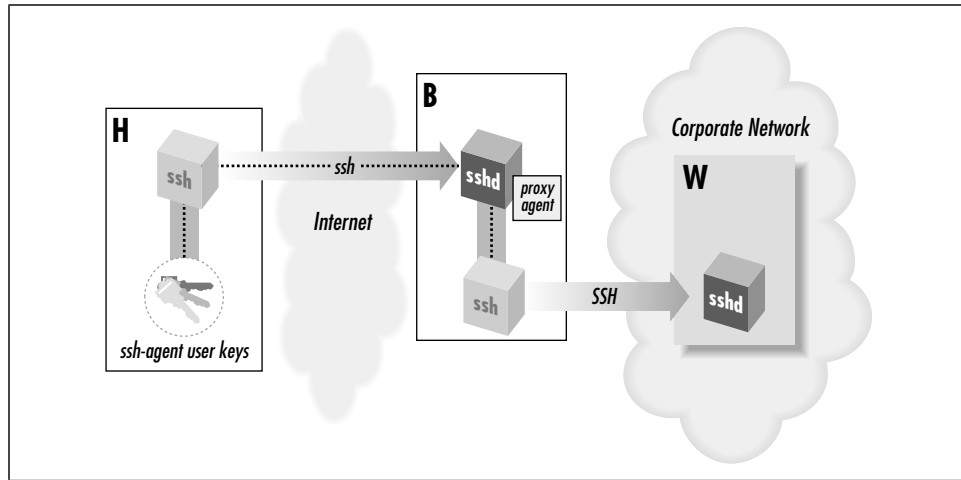 H
ssh
ssh-agent user keys
ssh
Internet
B
sshd
proxy
agent
ssh
SSH
Corporate Network
W
sshd